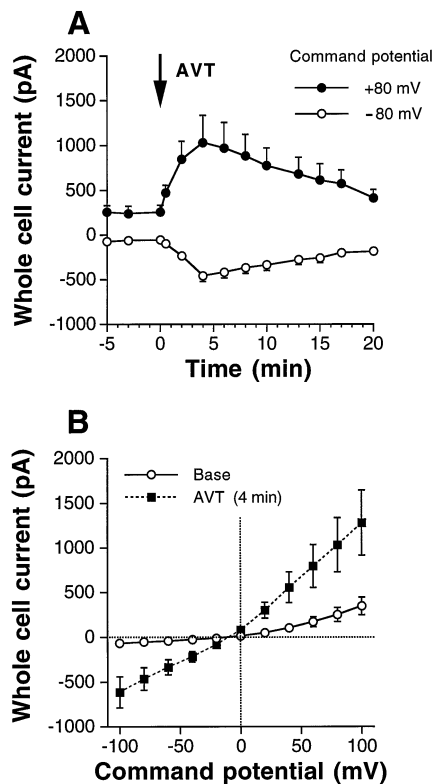 A
Whole cell current (pA)
2000
1500
1000
500
0
-500
-1000
AVT
Command potential
+80 mV
-80 mV
-5 0 5 10 15 20
Time (min)
B
Whole cell current (pA)
2000
1500
1000
500
0
-500
-1000
Base
AVT (4 min)
-100 -50 0 50 100
Command potential (mV)